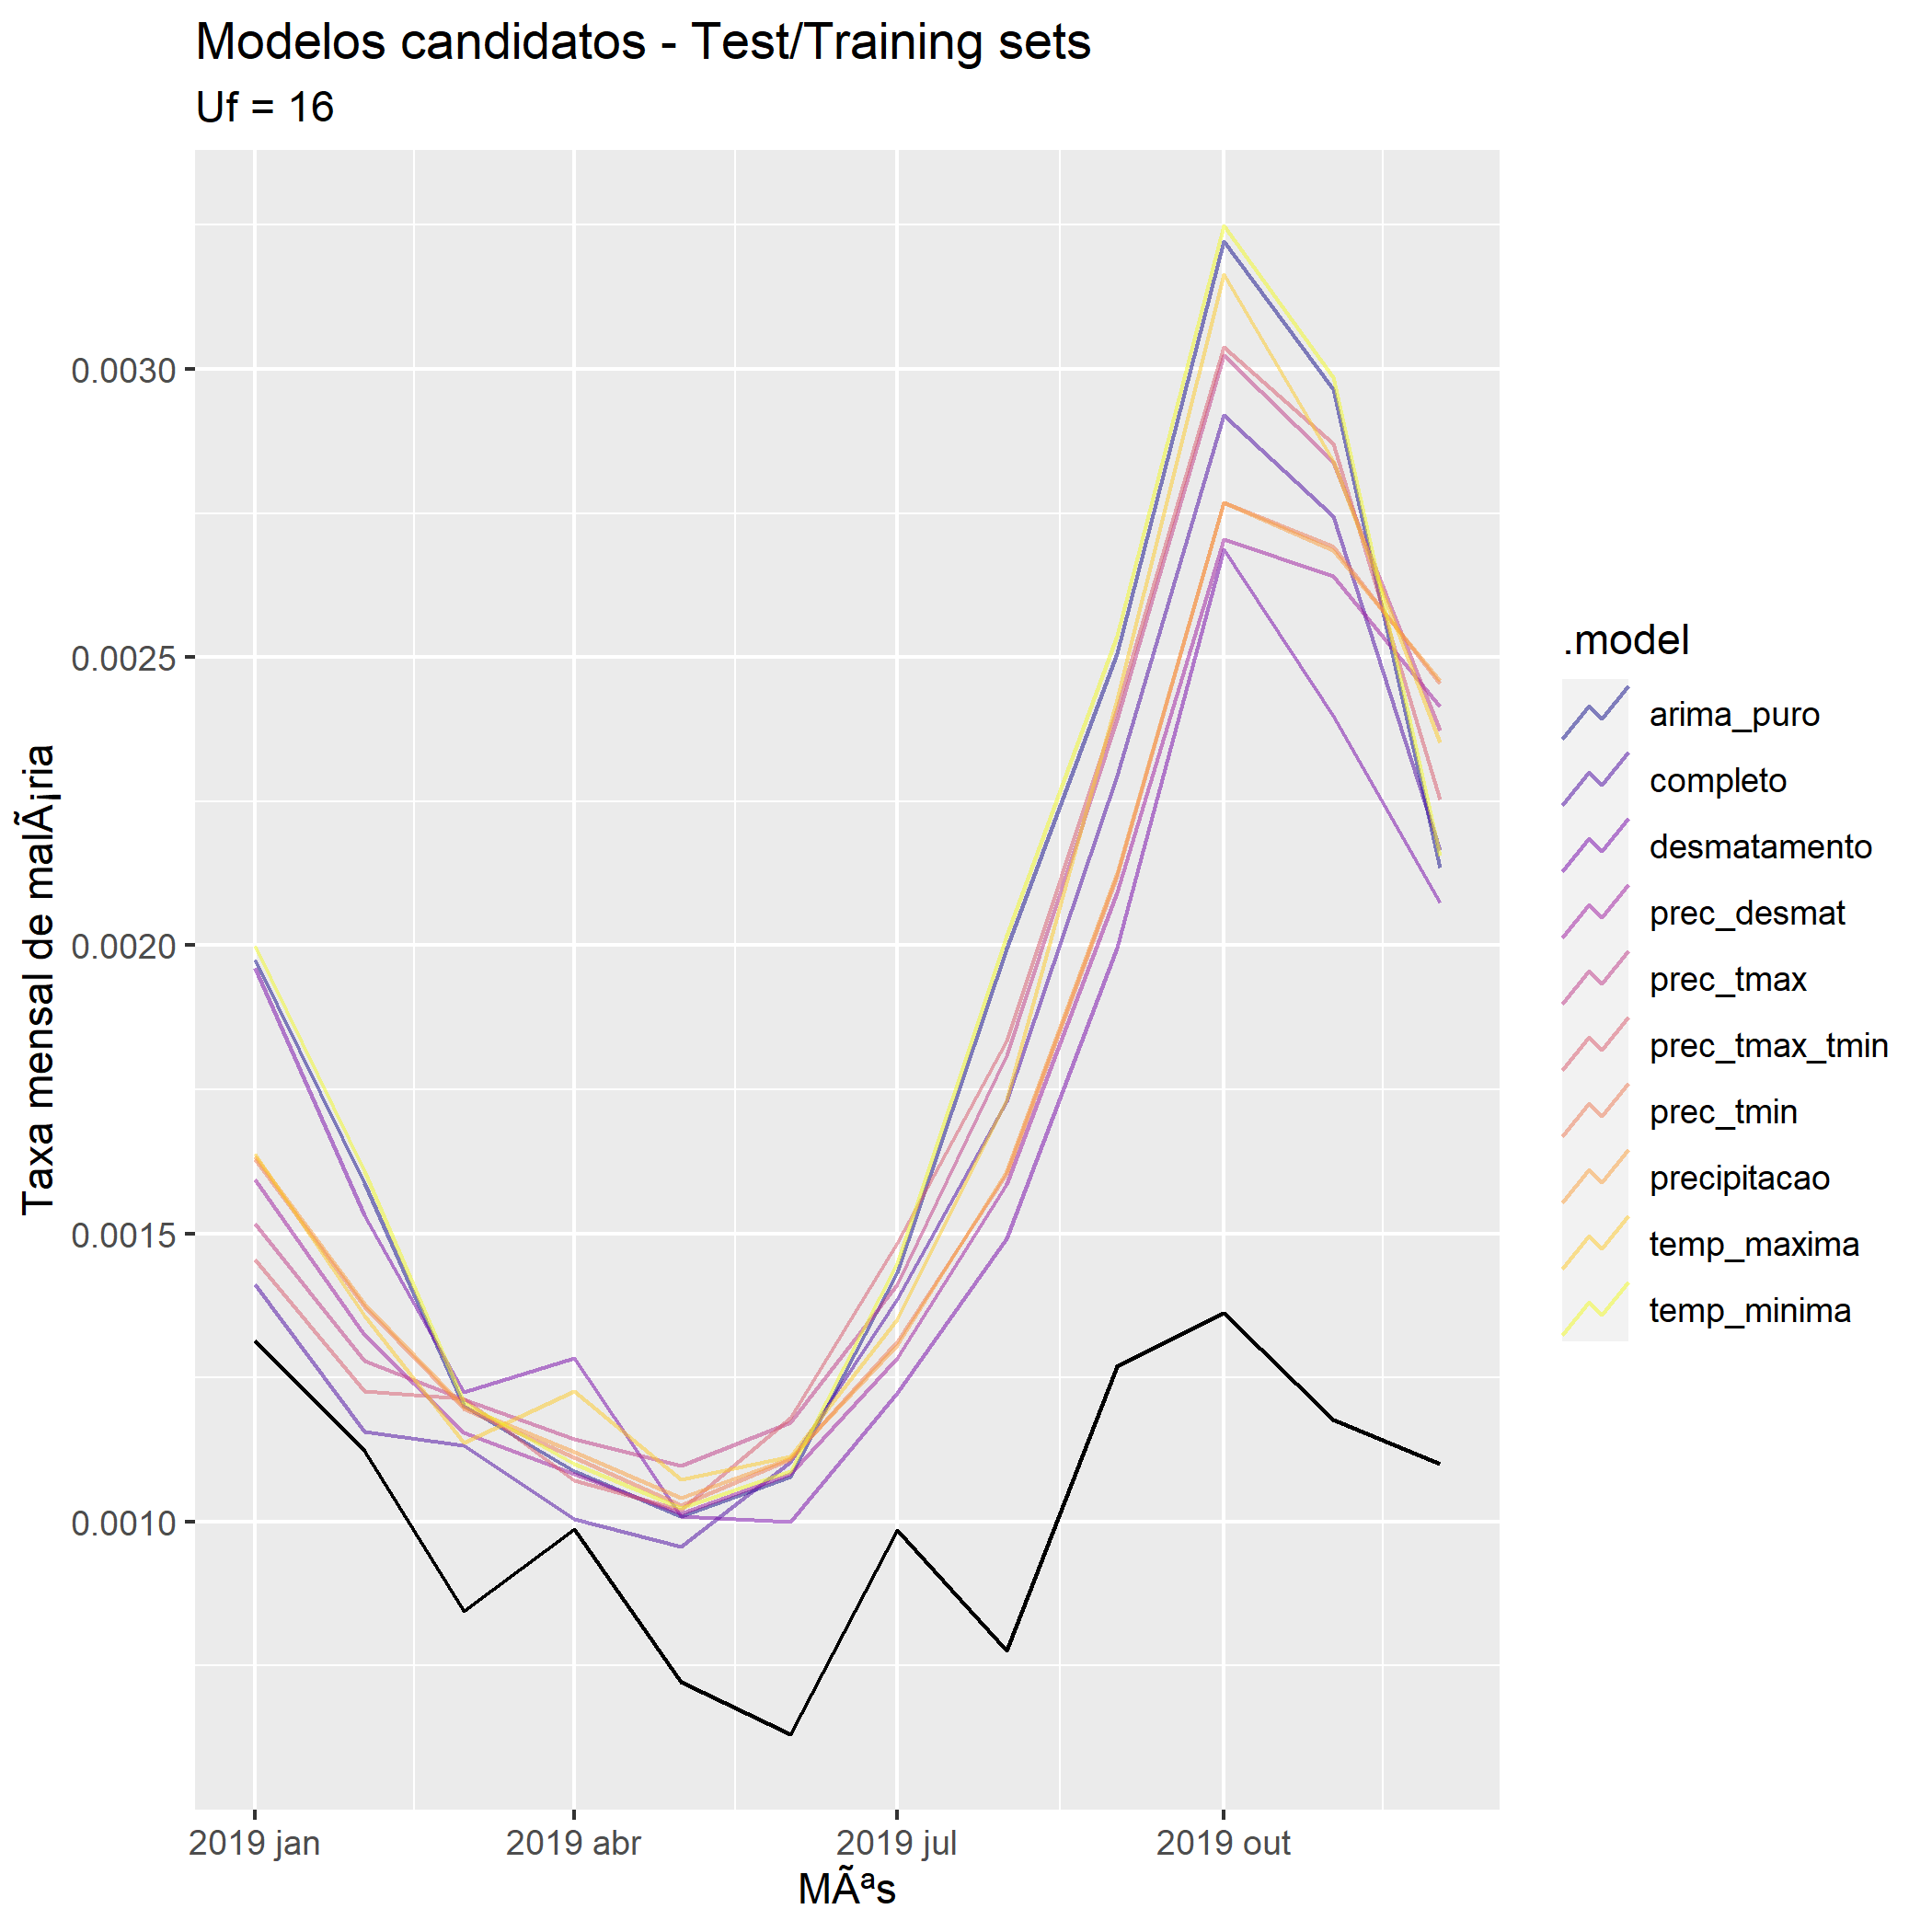 Modelos candidatos - Test/Training sets
Uf = 16
0.0030
0.0025
0.0020
0.0015
0.0010
Taxa mensal de malÃ¡ria
2019 jan
2019 abr
2019 jul
2019 out
MÃªs
.model
arima_puro
completo
desmatamento
prec_desmat
prec_tmax
prec_tmax_tmin
prec_tmin
precipitacao
temp_maxima
temp_minima